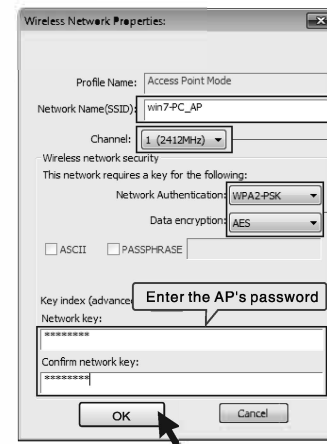 Wireless Network Properties:
Profile Name: Access Point Mode
Network Name(SSID): win7-PC_AP
Channel: 1 (2412MHz)
Wireless network security
This network requires a key for the following:
Network Authentication: WPA2-PSK
Data encryption: AES
ASCII PASSPHRASE
Key index (advance
Enter the AP's password
Network key:
********
Confirm network key:
********
OK Cancel